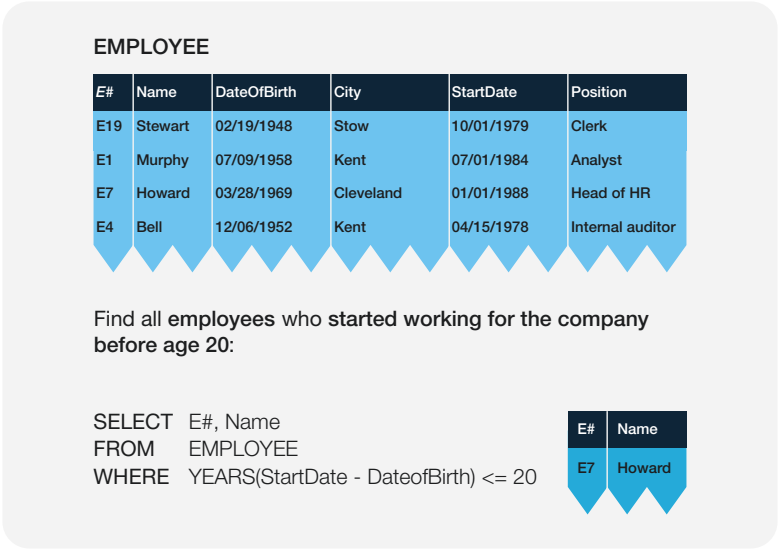 EMPLOYEE
E# Name DateOfBirth City StartDate Position
E19 Stewart 02/19/1948 Stow 10/01/1979 Clerk
E1 Murphy 07/09/1958 Kent 07/01/1984 Analyst
E7 Howard 03/28/1969 Cleveland 01/01/1988 Head of HR
E4 Bell 12/06/1952 Kent 04/15/1978 Internal auditor
Find all employees who started working for the company
before age 20:
SELECT E#, Name
FROM EMPLOYEE
WHERE YEARS(StartDate - DateofBirth) <= 20
E# Name
E7 Howard